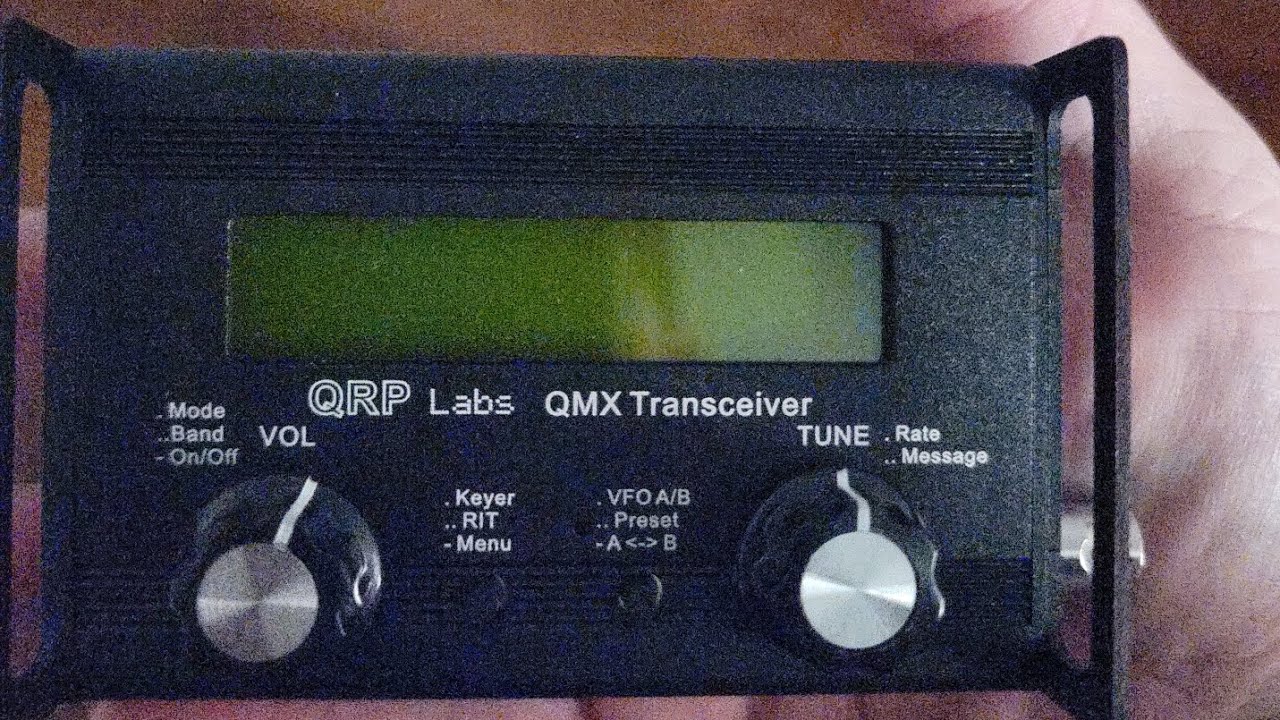 QRP Labs QMX Transceiver
. Mode
.. Band
- On/Off
VOL
TUNE
. Rate
.. Message
. Keyer
.. RIT
- Menu
. VFO A/B
.. Preset
- A <-> B